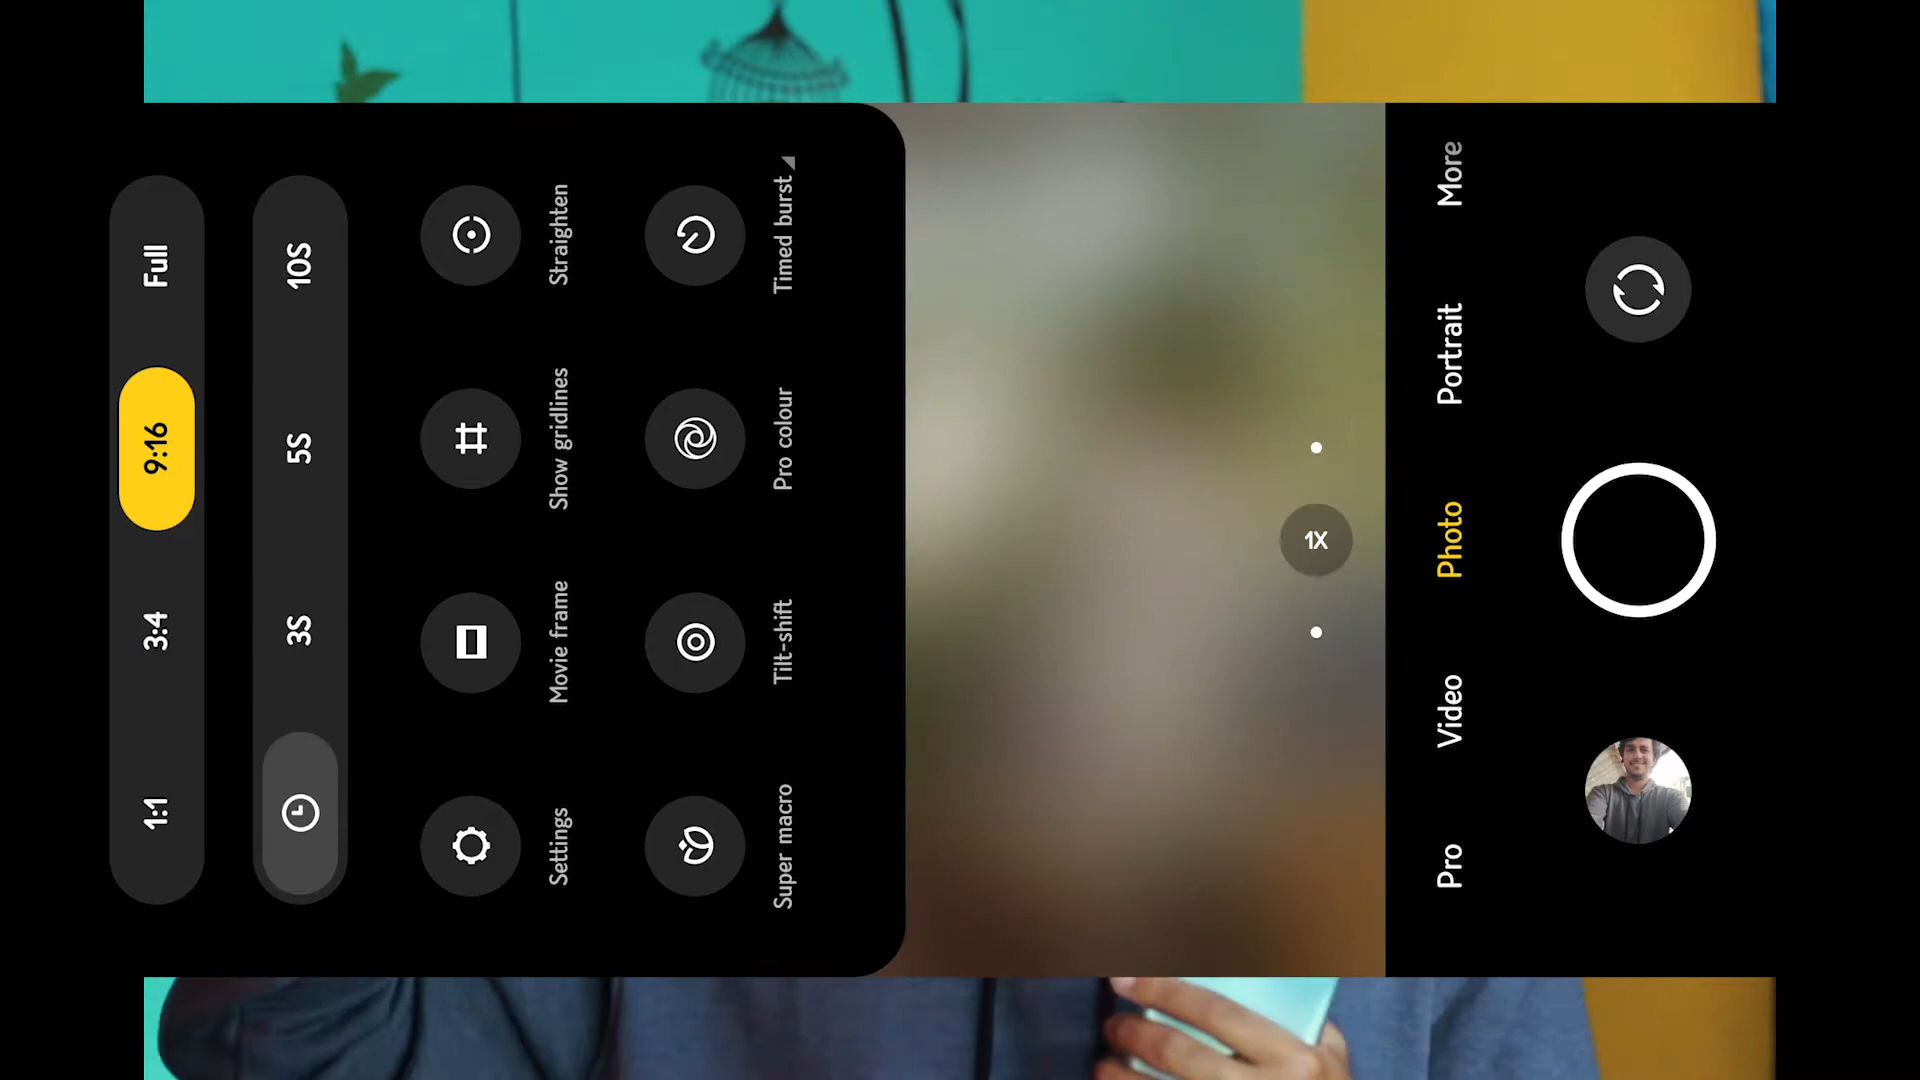 1:1 3:4 9:16 Full
3S 5S 10S
Settings Movie frame Show gridlines Straighten
Super macro Tilt-shift Pro colour Timed burst
1X
Pro Video Photo Portrait More